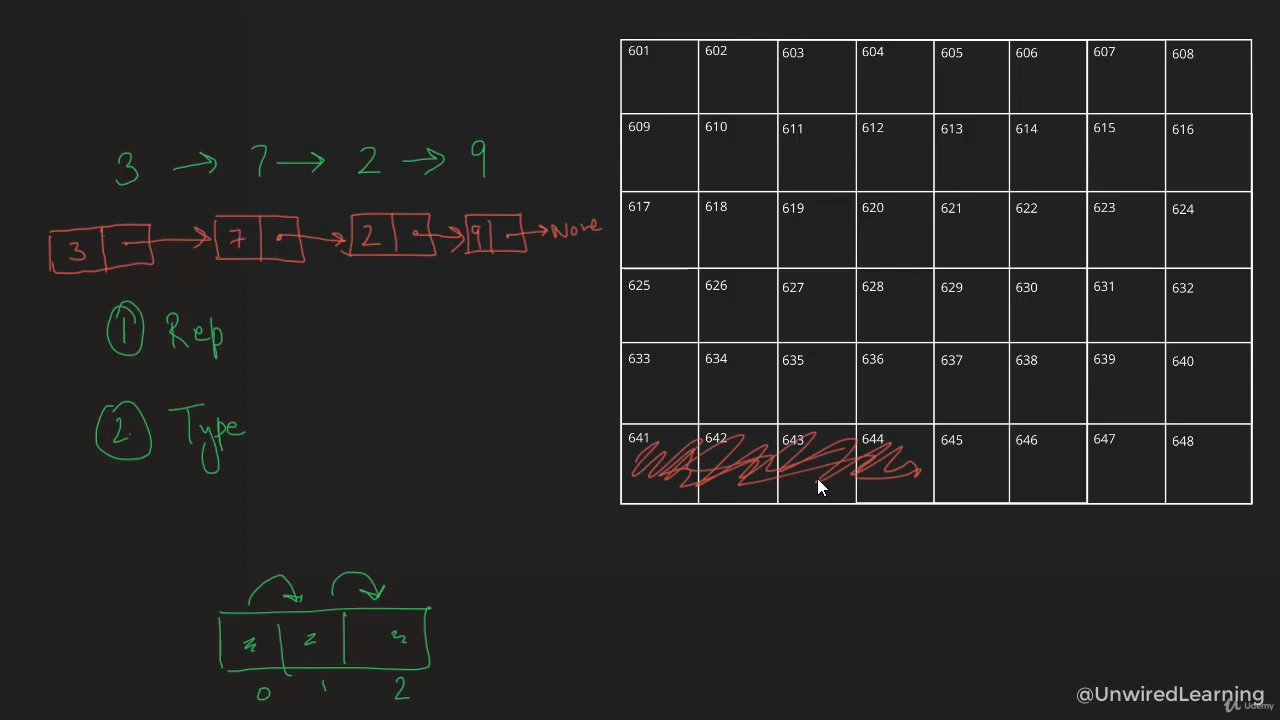 3 → 7 → 2 → 9
3 7 2 9 None
1 Rep
2. Type
0 1 2
601 602 603 604 605 606 607 608
609 610 611 612 613 614 615 616
617 618 619 620 621 622 623 624
625 626 627 628 629 630 631 632
633 634 635 636 637 638 639 640
641 642 643 644 645 646 647 648
@UnwiredLearning
Udemy